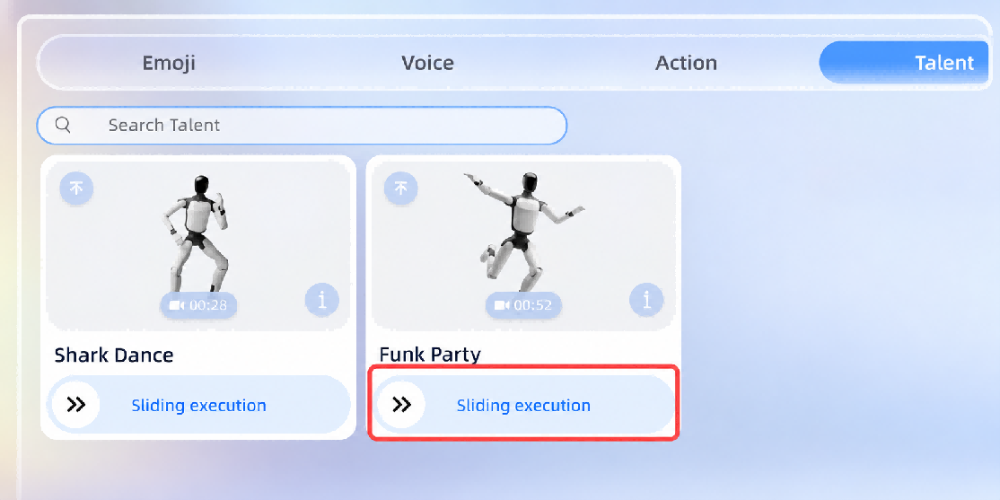 Emoji Voice Action Talent
Search Talent
00:28
00:52
Shark Dance
Funk Party
Sliding execution
Sliding execution